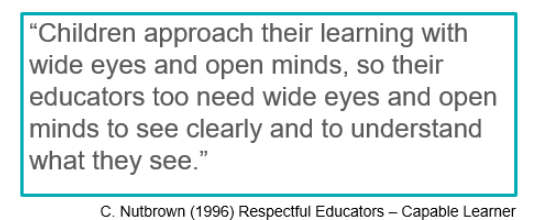 “Children approach their learning with
wide eyes and open minds, so their
educators too need wide eyes and open
minds to see clearly and to understand
what they see.”
C. Nutbrown (1996) Respectful Educators – Capable Learner